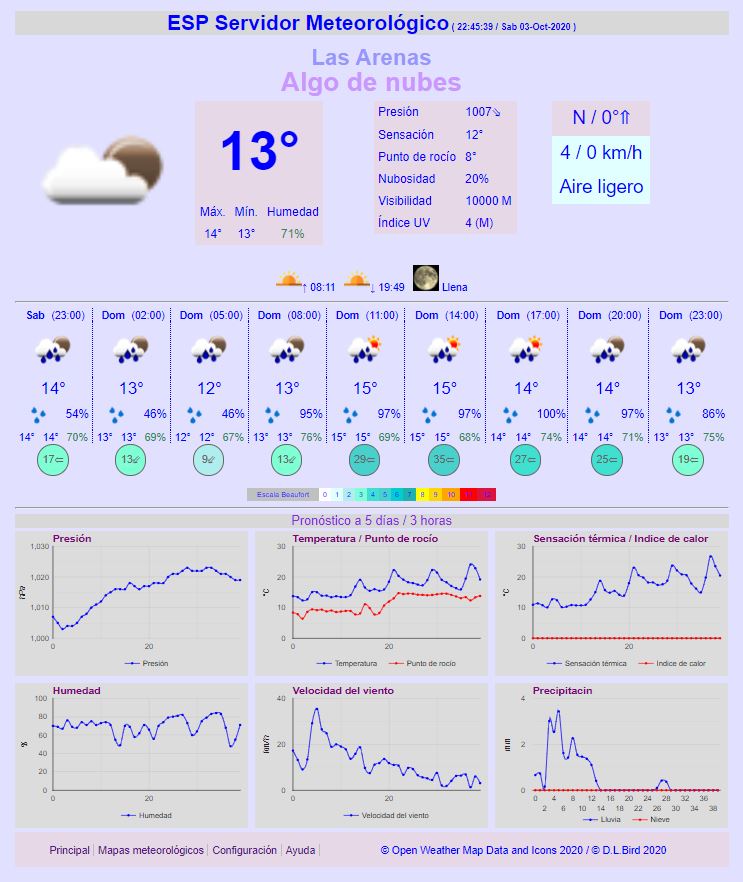 ESP Servidor Meteorológico ( 22:45:39 / Sab 03-Oct-2020 )
Las Arenas
Algo de nubes
13°
Máx. Mín. Humedad
14° 13° 71%
Presión 1007⇘
Sensación 12°
Punto de rocío 8°
Nubosidad 20%
Visibilidad 10000 M
Índice UV 4 (M)
N / 0°⇑
4 / 0 km/h
Aire ligero
↑ 08:11 ↓ 19:49 Llena
Sab (23:00) Dom (02:00) Dom (05:00) Dom (08:00) Dom (11:00) Dom (14:00) Dom (17:00) Dom (20:00) Dom (23:00)
14° 13° 12° 13° 15° 15° 14° 14° 13°
54% 46% 46% 95% 97% 97% 100% 97% 86%
14° 14° 70% 13° 13° 69% 12° 12° 67% 13° 13° 76% 15° 15° 69% 15° 15° 68% 14° 14° 74% 14° 14° 71% 13° 13° 75%
17⇐ 13⇙ 9⇙ 13⇙ 29⇐ 35⇐ 27⇐ 25⇐ 19⇐
Escala Beaufort 0 1 2 3 4 5 6 7 8 9 10 11 12
Pronóstico a 5 días / 3 horas
Presión
1,030
1,020
1,010
1,000
hPa
0 20
Presión
Temperatura / Punto de rocío
30
20
10
0
°C
0 20
Temperatura Punto de rocío
Sensación térmica / Indice de calor
30
20
10
0
°C
0 20
Sensación térmica Indice de calor
Humedad
100
80
60
40
20
0
%
0 20
Humedad
Velocidad del viento
40
30
20
10
0
km/h
0 20
Velocidad del viento
Precipitacin
4
2
0
mm
0 4 8 12 16 20 24 28 32 36
2 6 10 14 18 22 26 30 34 38
Lluvia Nieve
Principal | Mapas meteorológicos | Configuración | Ayuda |
© Open Weather Map Data and Icons 2020 / © D.L.Bird 2020